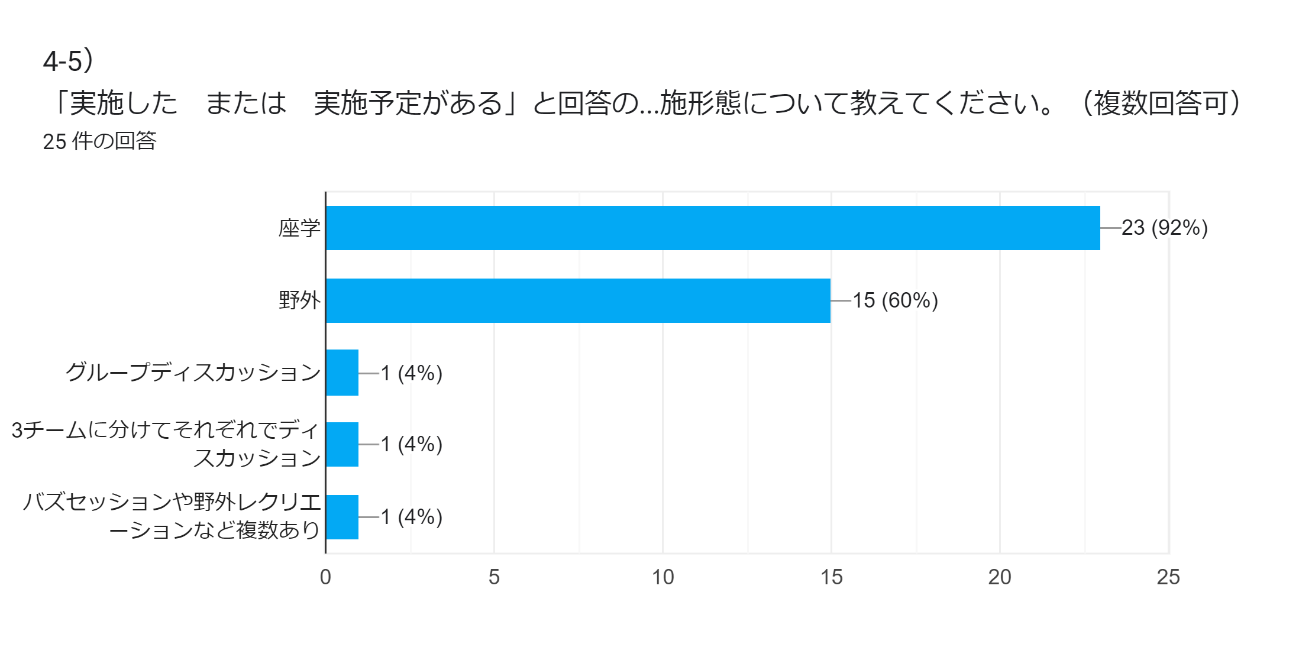 4-5）
「実施した　または　実施予定がある」と回答の...施形態について教えてください。（複数回答可）
25 件の回答
座学
23 (92%)
野外
15 (60%)
グループディスカッション
1 (4%)
3チームに分けてそれぞれでディ
スカッション
1 (4%)
バズセッションや野外レクリエ
ーションなど複数あり
1 (4%)
0 5 10 15 20 25